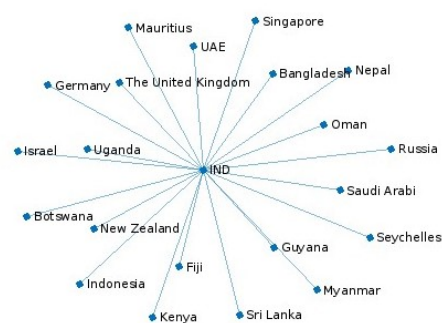 Singapore
Mauritius
UAE
Bangladesh
Nepal
Germany
The United Kingdom
Oman
Israel
Uganda
Russia
IND
Saudi Arabi
Botswana
New Zealand
Seychelles
Guyana
Fiji
Indonesia
Myanmar
Kenya
Sri Lanka